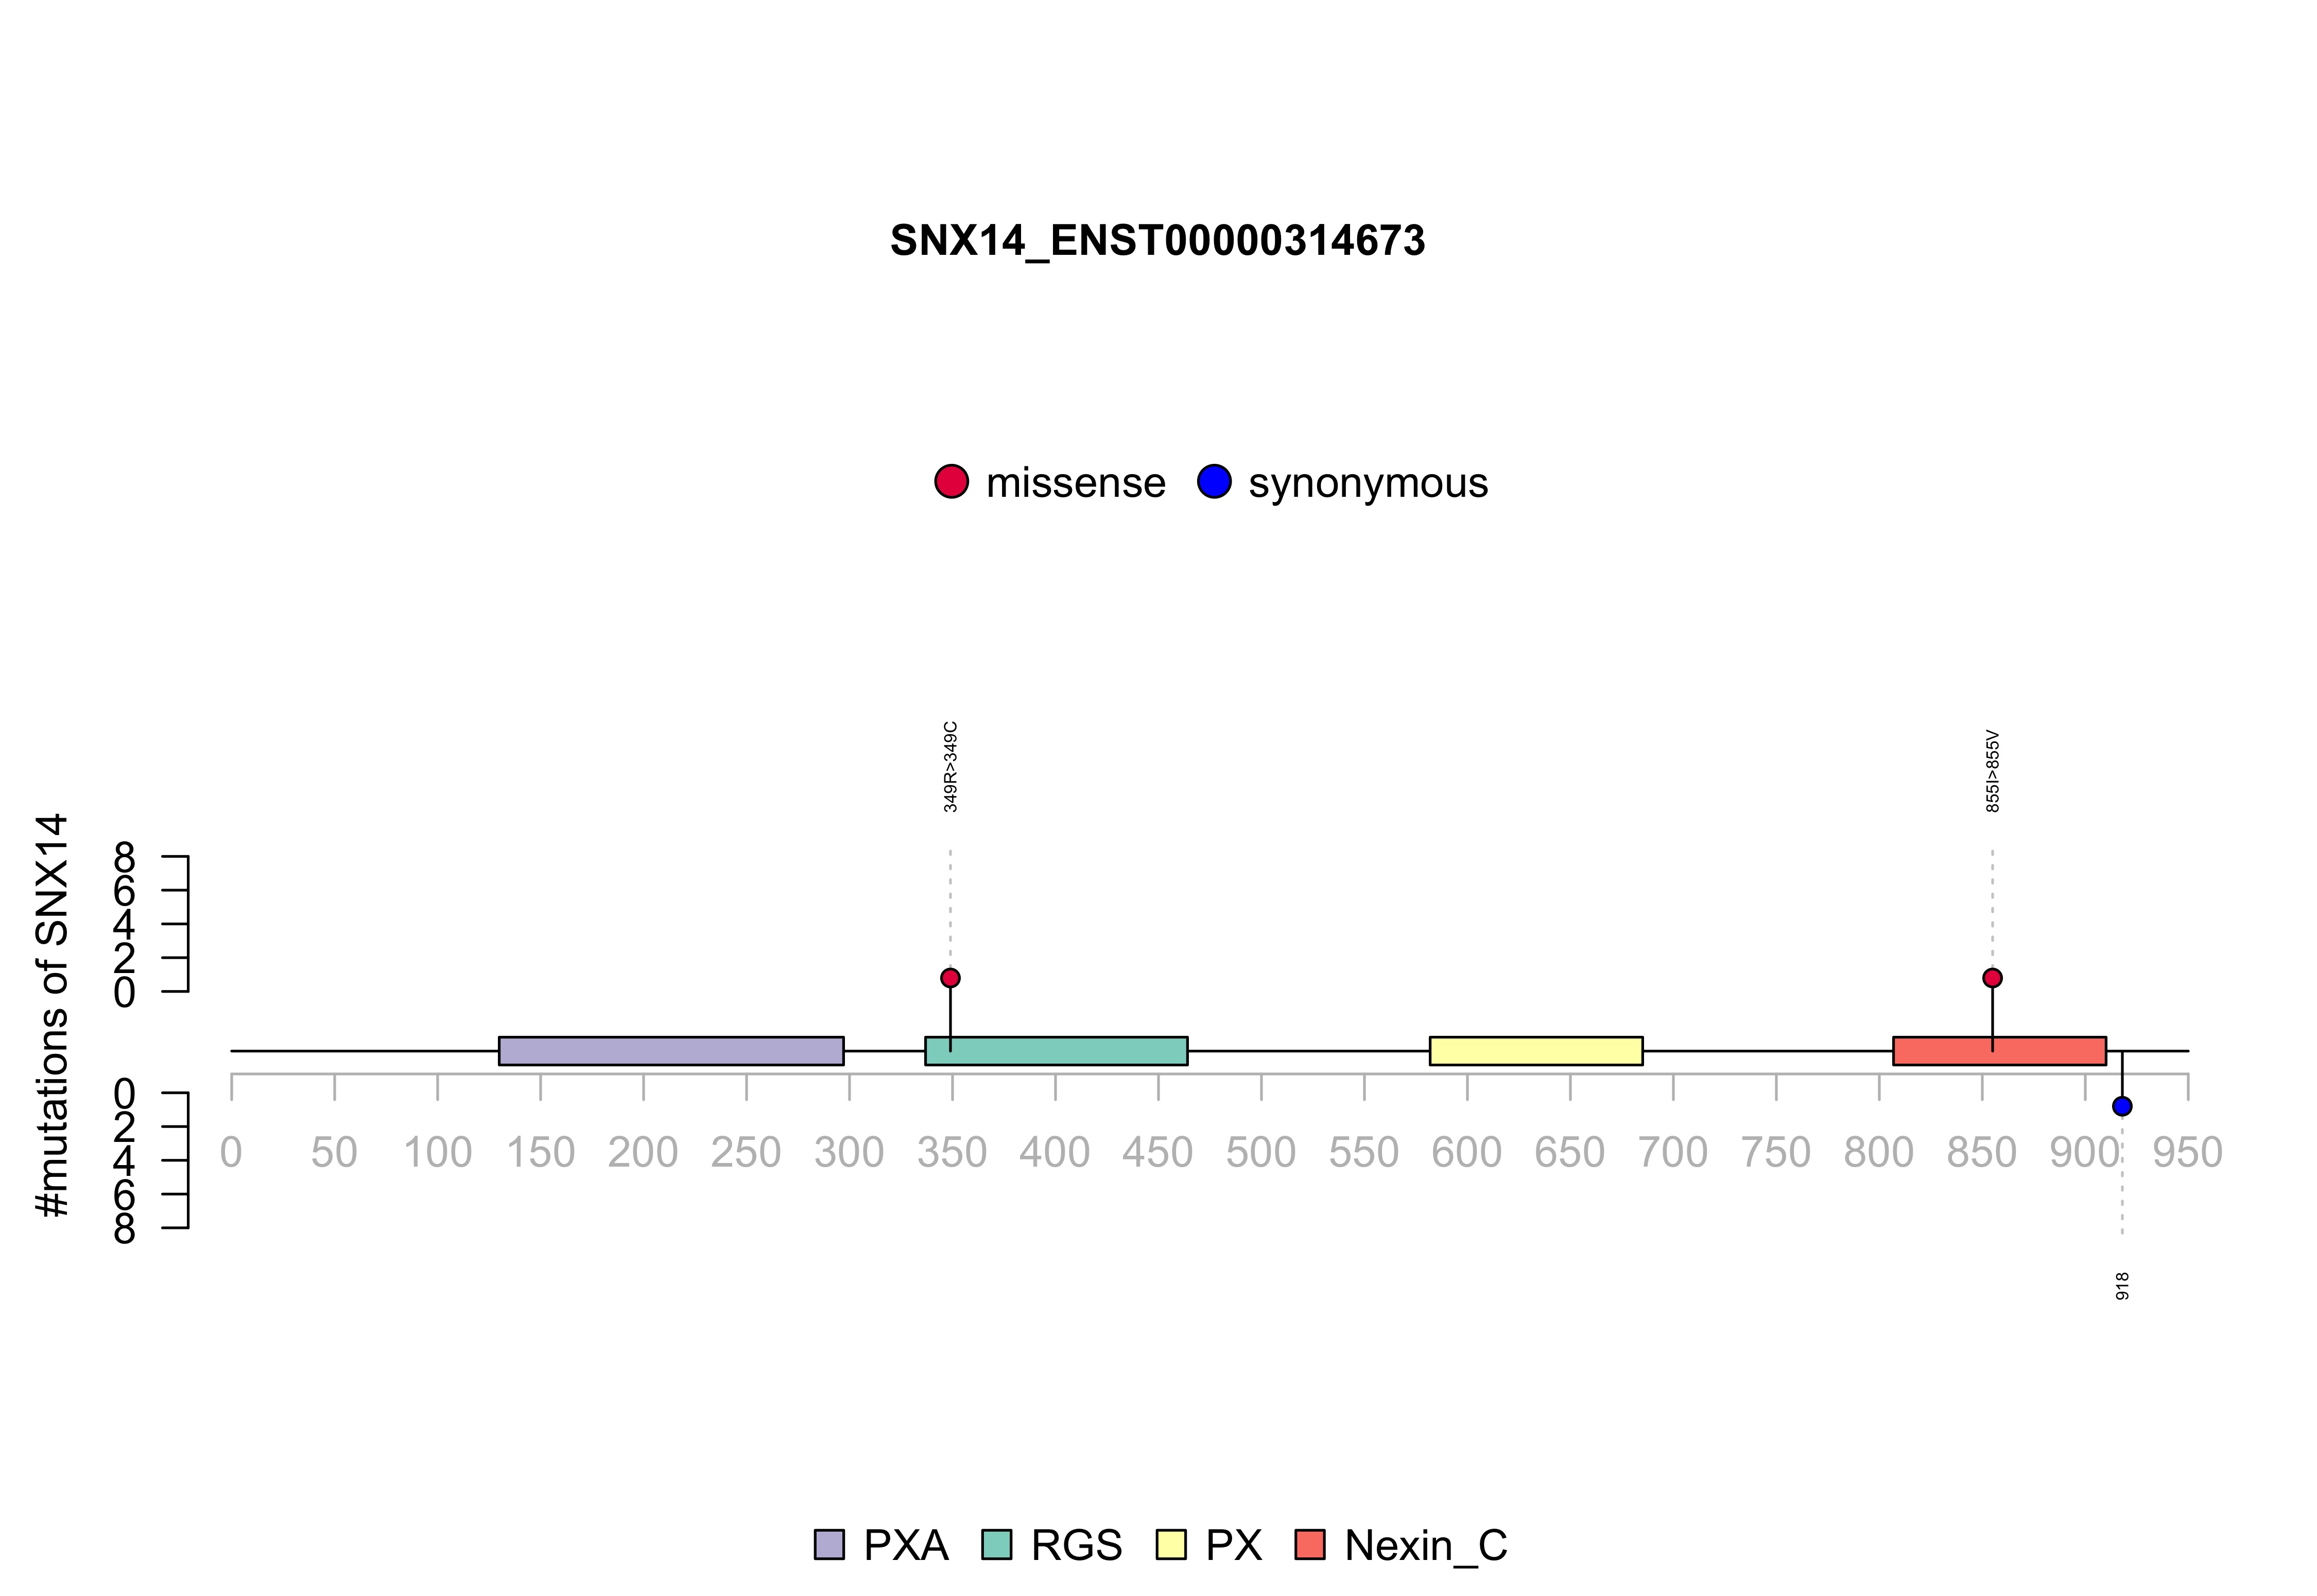 SNX14_ENST00000314673
missense synonymous
349R>349C
855I>855V
#mutations of SNX14
8
6
4
2
0
0
2
4
6
8
0 50 100 150 200 250 300 350 400 450 500 550 600 650 700 750 800 850 900 950
918
PXA RGS PX Nexin_C